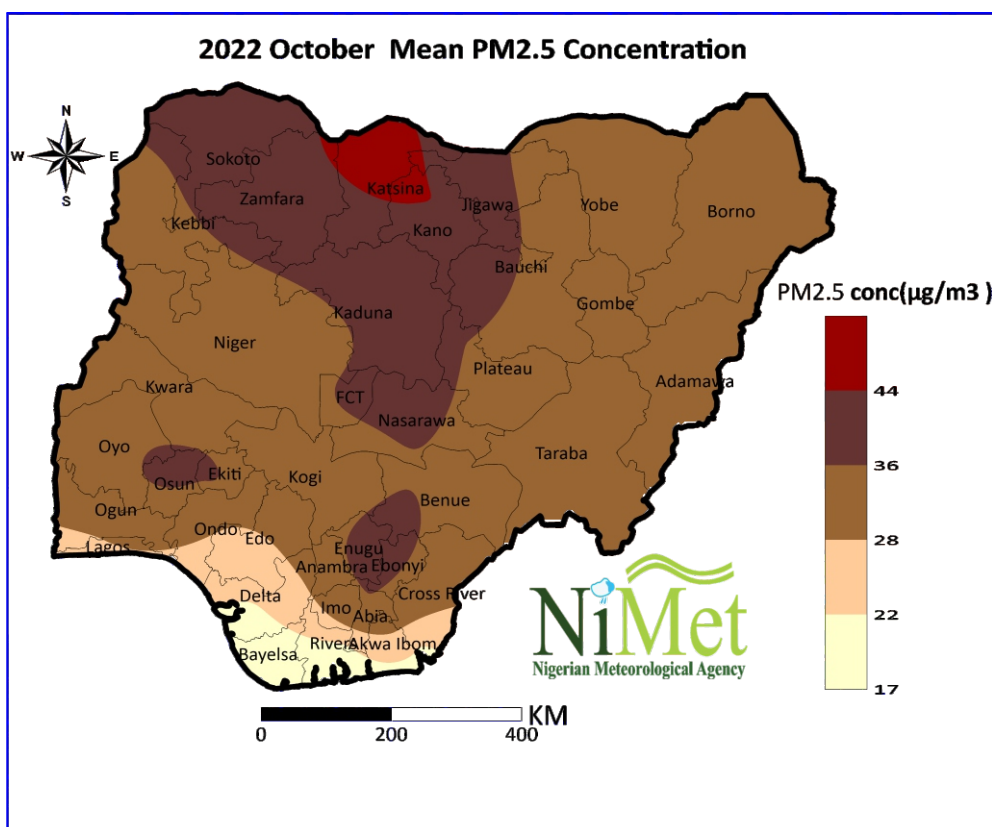 2022 October Mean PM2.5 Concentration
N
W E
S
Sokoto
Katsina
Zamfara
Jigawa
Yobe
Borno
Kebbi
Kano
Bauchi
Gombe
Kaduna
Niger
Plateau
Adamawa
Kwara
FCT
Nasarawa
Oyo
Taraba
Osun
Ekiti
Kogi
Benue
Ogun
Ondo
Edo
Lagos
Enugu
Anambra
Ebonyi
Delta
Imo
Abia
Cross River
Bayelsa
Rivers
Akwa Ibom
PM2.5 conc(µg/m3 )
44
36
28
22
17
NiMet
Nigerian Meteorological Agency
KM
0 200 400